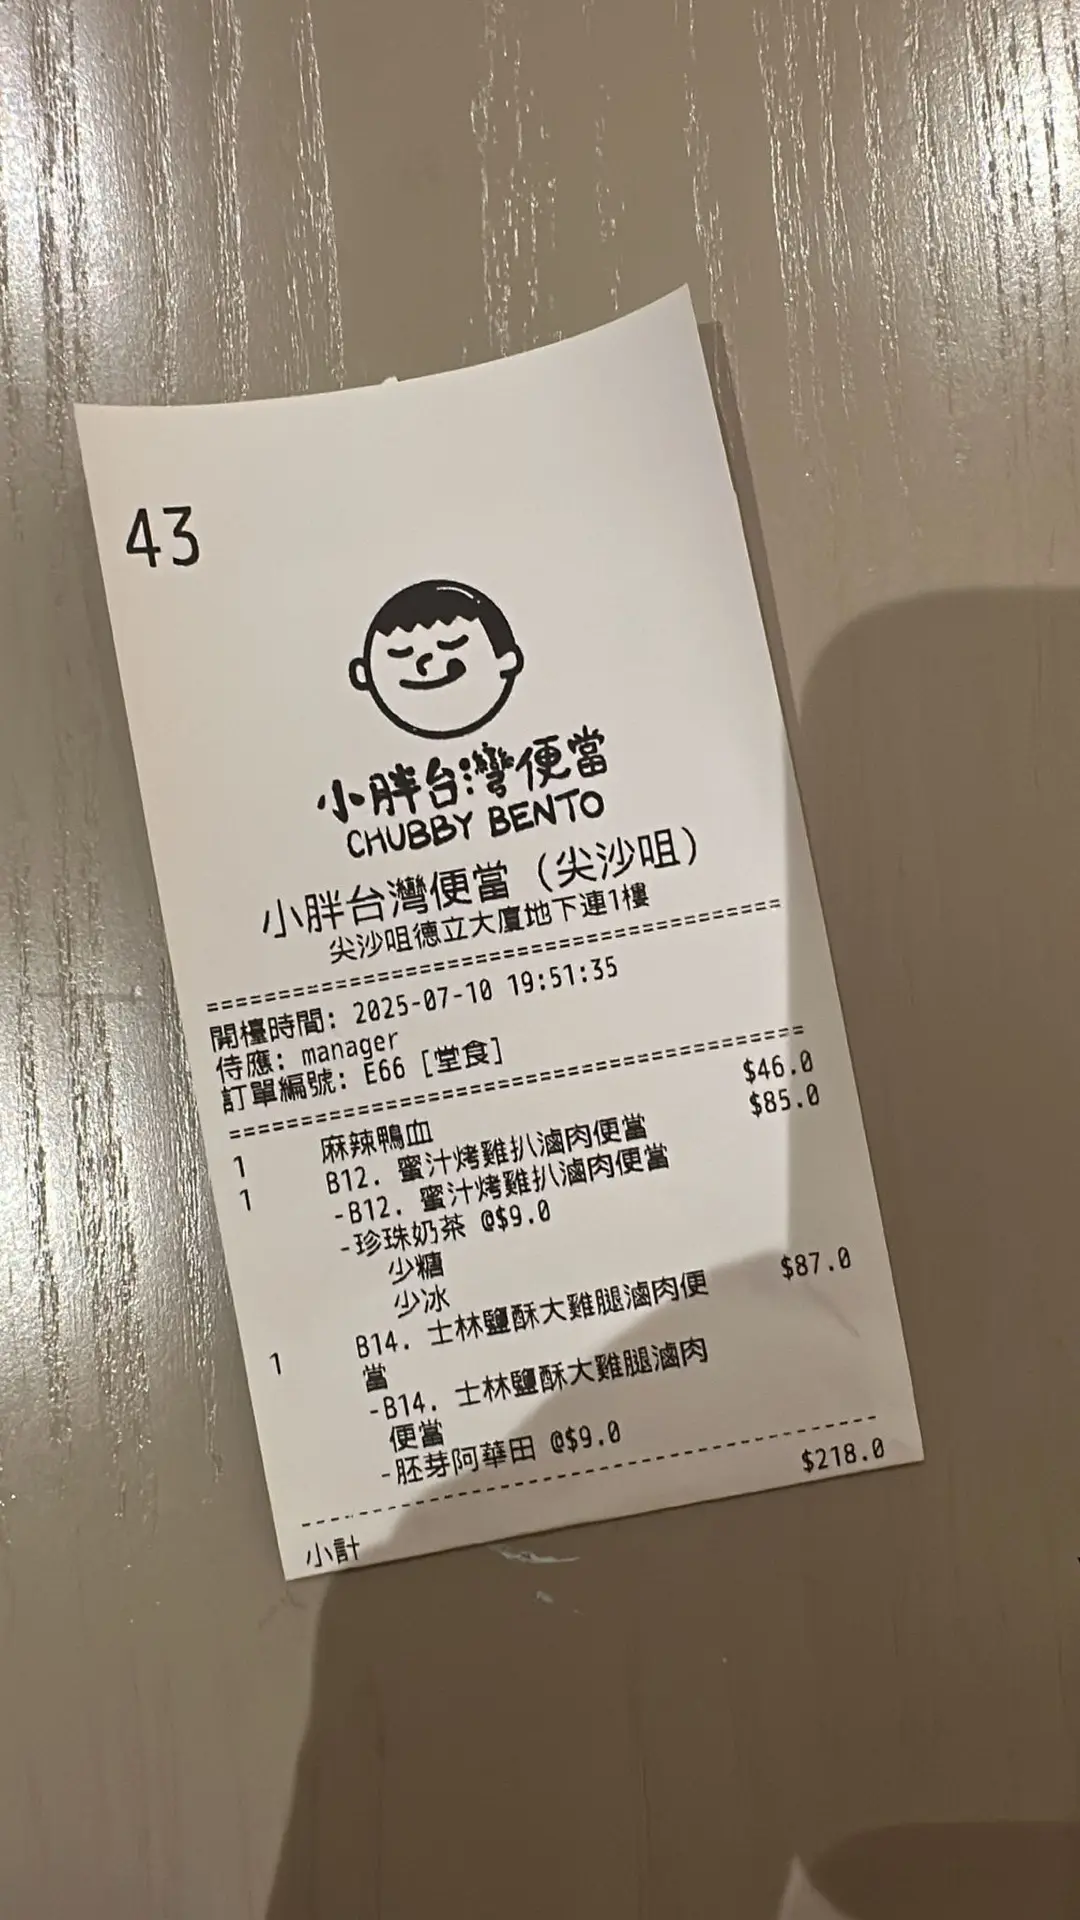 43
小胖台灣便當
CHUBBY BENTO
小胖台灣便當（尖沙咀）
尖沙咀德立大廈地下連1樓
================================================
開檯時間: 2025-07-10 19:51:35
侍應: manager
訂單編號: E66 [堂食]
================================================
1 麻辣鴨血 $46.0
1 B12. 蜜汁烤雞扒滷肉便當 $85.0
-B12. 蜜汁烤雞扒滷肉便當
-珍珠奶茶 @$9.0
少糖
少冰
1 B14. 士林鹽酥大雞腿滷肉便 $87.0
當
-B14. 士林鹽酥大雞腿滷肉
便當
-胚芽阿華田 @$9.0
------------------------------------------------
小計 $218.0